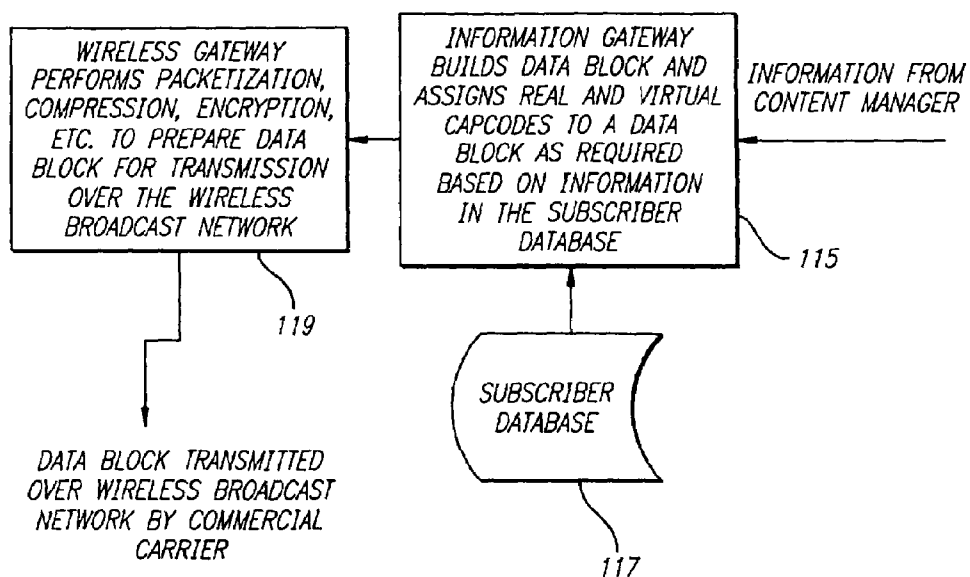 WIRELESS GATEWAY
PERFORMS PACKETIZATION,
COMPRESSION, ENCRYPTION,
ETC. TO PREPARE DATA
BLOCK FOR TRANSMISSION
OVER THE WIRELESS
BROADCAST NETWORK
119
INFORMATION GATEWAY
BUILDS DATA BLOCK AND
ASSIGNS REAL AND VIRTUAL
CAPCODES TO A DATA
BLOCK AS REQUIRED
BASED ON INFORMATION
IN THE SUBSCRIBER
DATABASE
115
INFORMATION FROM
CONTENT MANAGER
SUBSCRIBER
DATABASE
117
DATA BLOCK TRANSMITTED
OVER WIRELESS BROADCAST
NETWORK BY COMMERCIAL
CARRIER